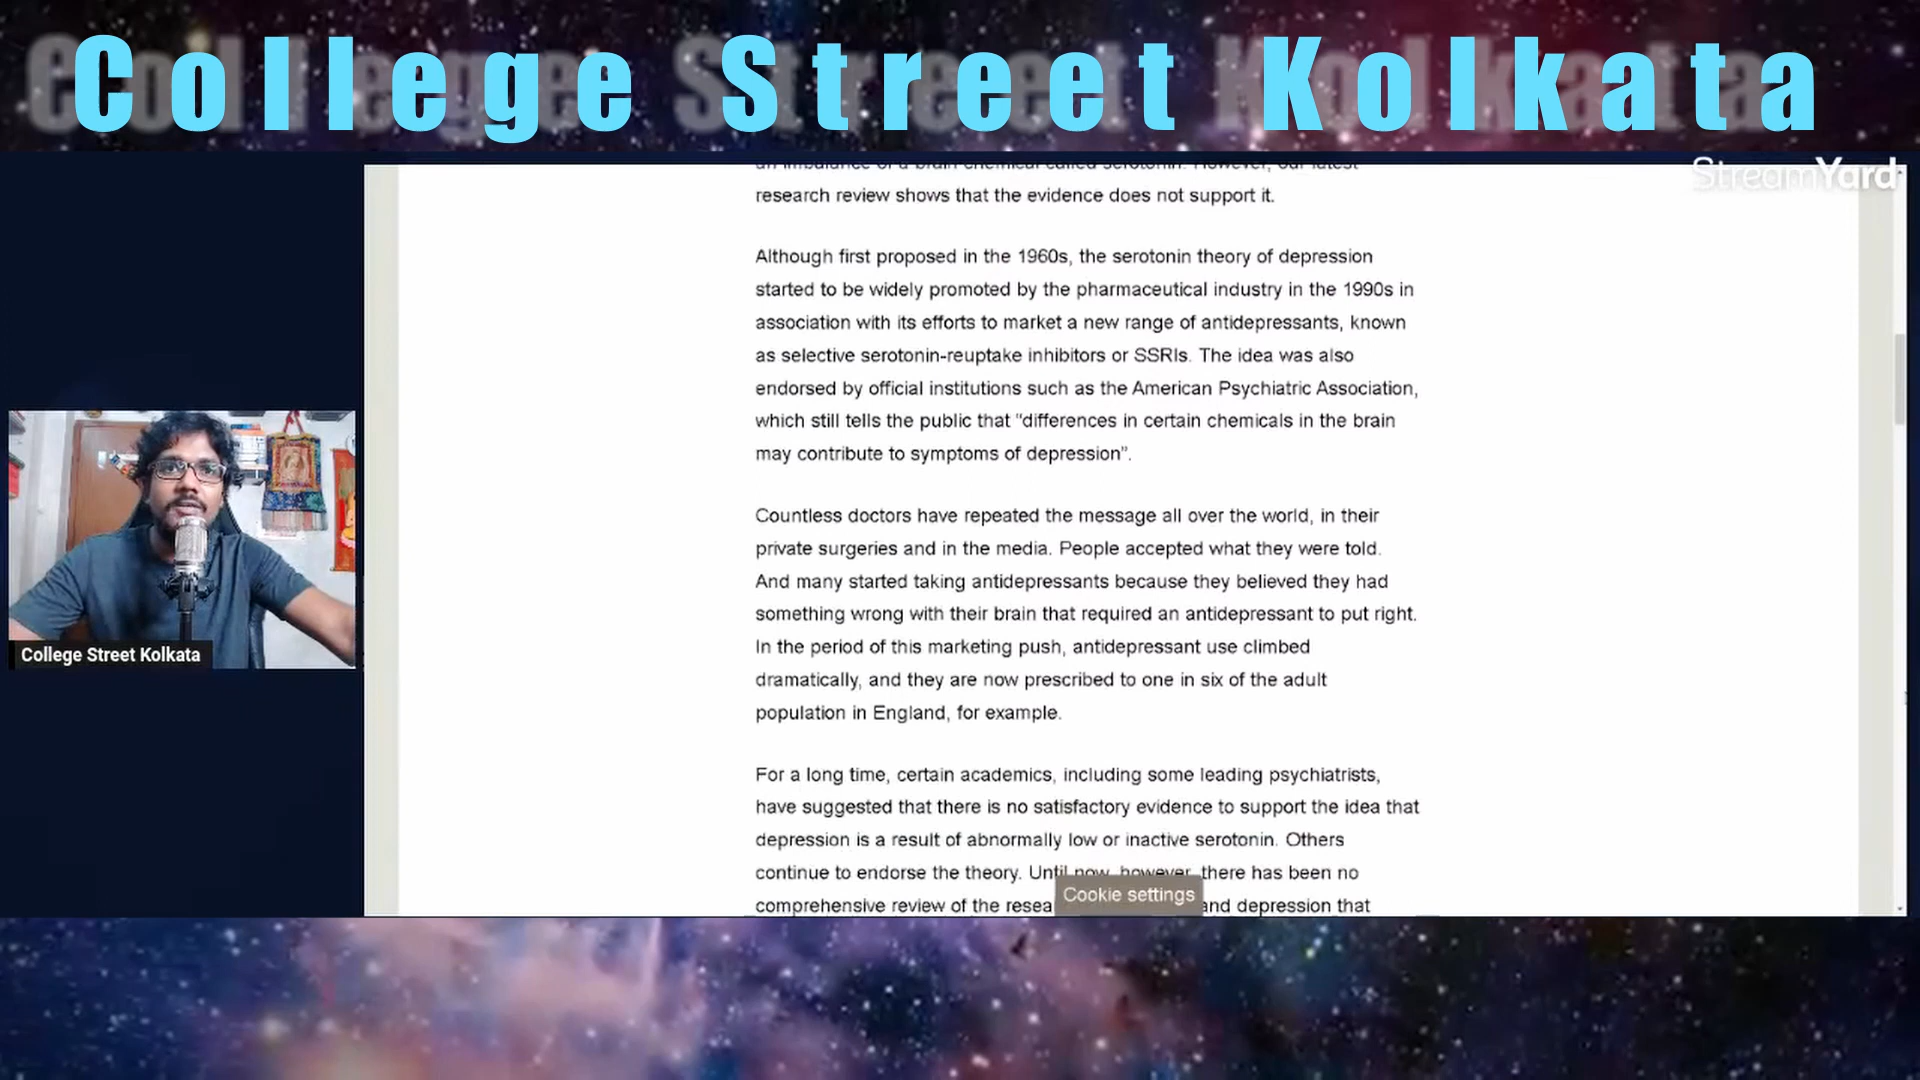 College Street Kolkata
StreamYard
an imbalance of a brain chemical called serotonin. However, our latest
research review shows that the evidence does not support it.
Although first proposed in the 1960s, the serotonin theory of depression
started to be widely promoted by the pharmaceutical industry in the 1990s in
association with its efforts to market a new range of antidepressants, known
as selective serotonin-reuptake inhibitors or SSRIs. The idea was also
endorsed by official institutions such as the American Psychiatric Association,
which still tells the public that "differences in certain chemicals in the brain
may contribute to symptoms of depression".
Countless doctors have repeated the message all over the world, in their
private surgeries and in the media. People accepted what they were told.
And many started taking antidepressants because they believed they had
something wrong with their brain that required an antidepressant to put right.
In the period of this marketing push, antidepressant use climbed
dramatically, and they are now prescribed to one in six of the adult
population in England, for example.
For a long time, certain academics, including some leading psychiatrists,
have suggested that there is no satisfactory evidence to support the idea that
depression is a result of abnormally low or inactive serotonin. Others
continue to endorse the theory. Until now, however, there has been no
comprehensive review of the resea and depression that
Cookie settings
College Street Kolkata